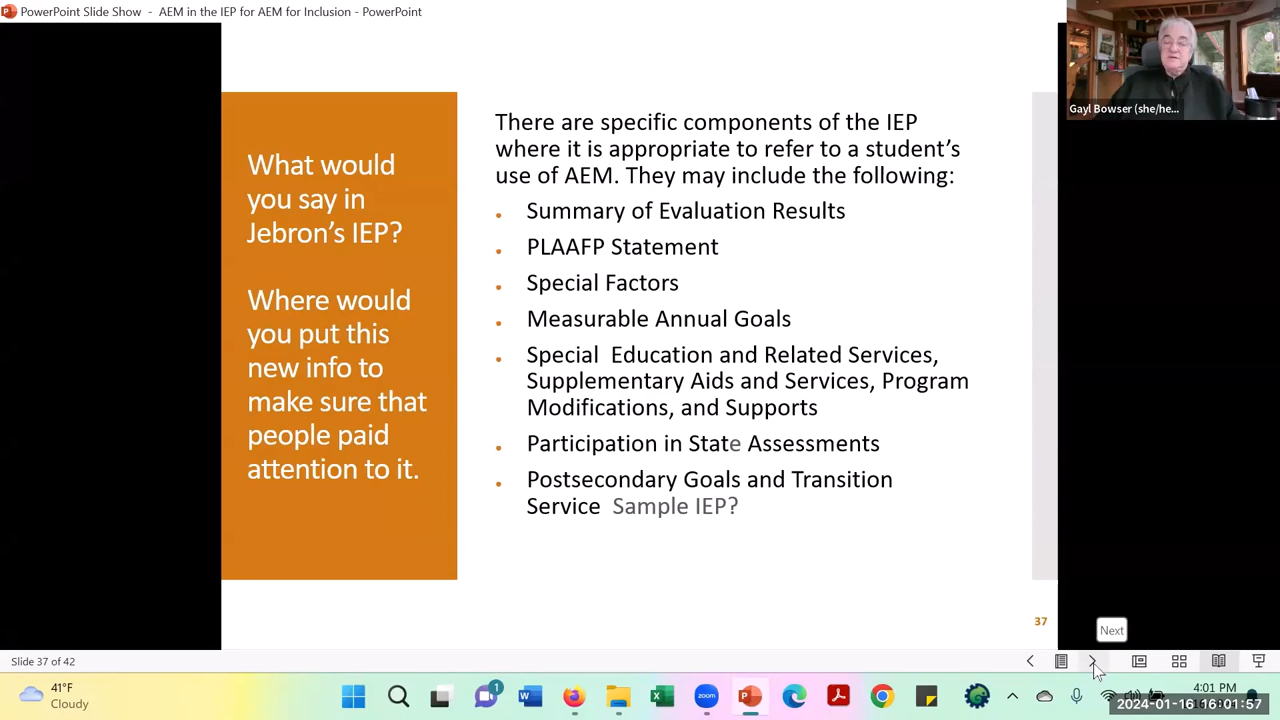 PowerPoint Slide Show - AEM in the IEP for AEM for Inclusion - PowerPoint
Gayl Bowser (she/he...
What would
you say in
Jebron’s IEP?
Where would
you put this
new info to
make sure that
people paid
attention to it.
There are specific components of the IEP
where it is appropriate to refer to a student’s
use of AEM. They may include the following:
Summary of Evaluation Results
PLAAFP Statement
Special Factors
Measurable Annual Goals
Special Education and Related Services,
Supplementary Aids and Services, Program
Modifications, and Supports
Participation in State Assessments
Postsecondary Goals and Transition
Service Sample IEP?
37
Next
Slide 37 of 42
41°F
Cloudy
1
zoom
4:01 PM
2024-01-16 16:01:57